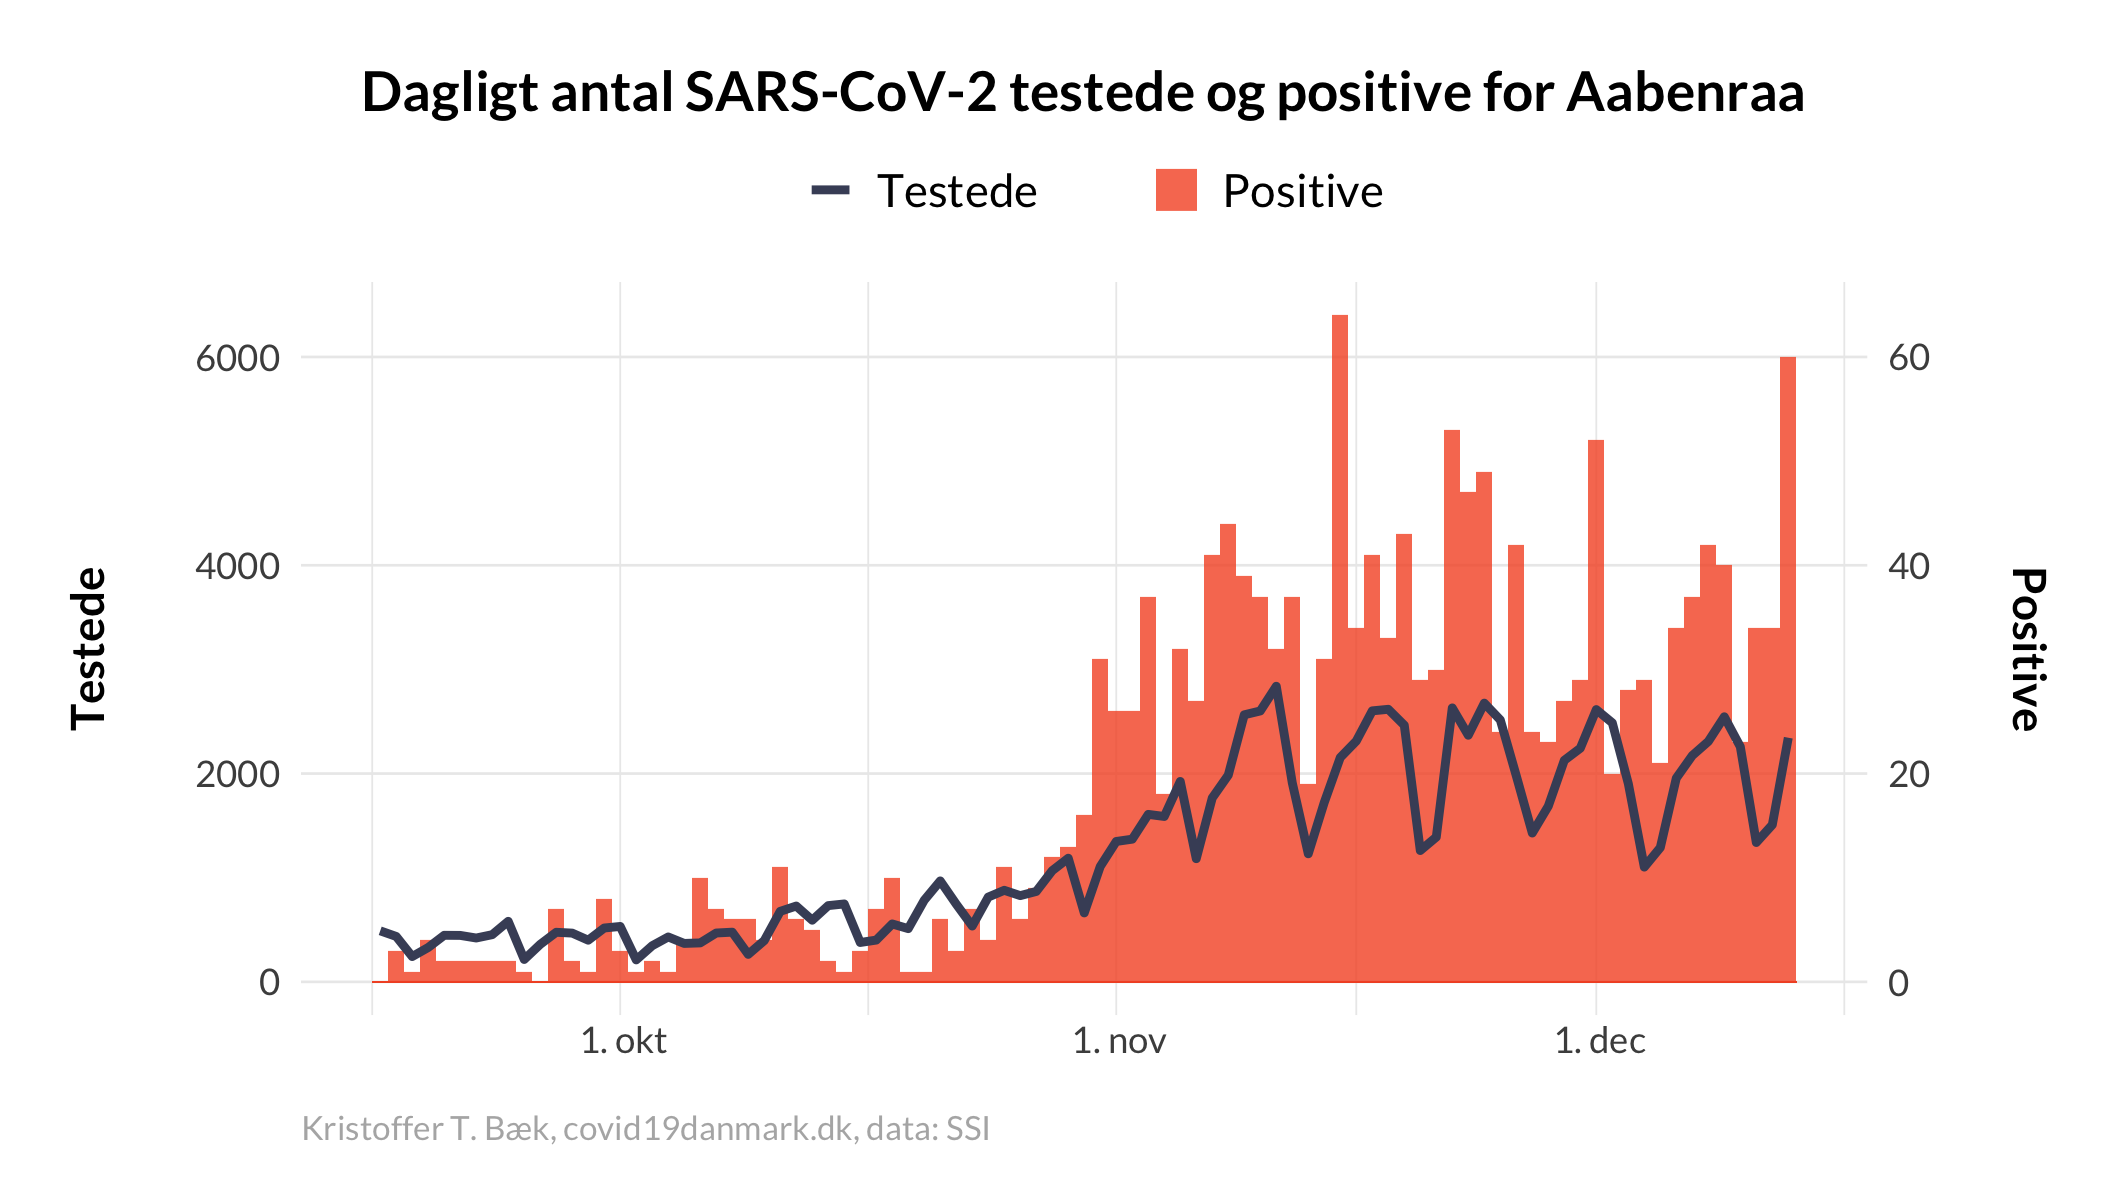 Dagligt antal SARS-CoV-2 testede og positive for Aabenraa
Testede
Positive
6000
4000
2000
0
60
40
20
0
Testede
Positive
1. okt
1. nov
1. dec
Kristoffer T. Bæk, covid19danmark.dk, data: SSI